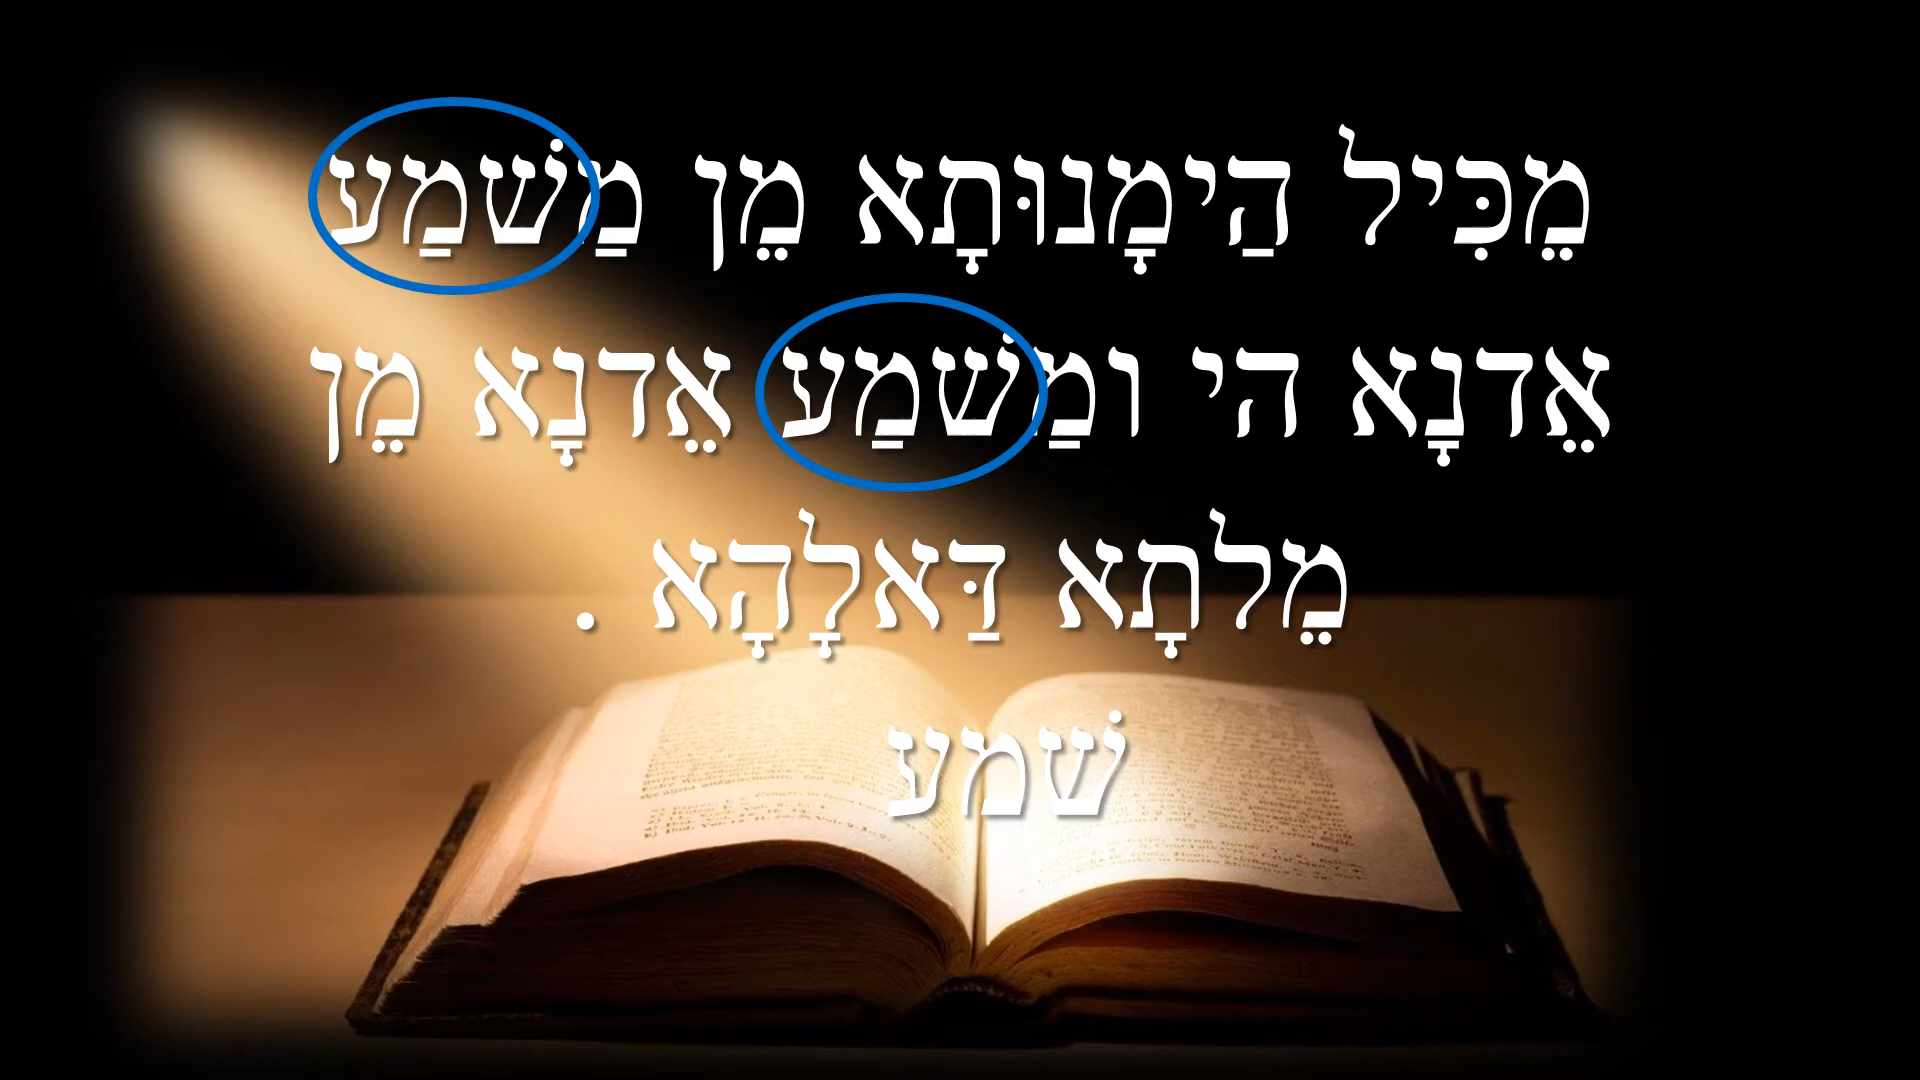 מֵכִּיל הַימָנוּתָא מֵן מַשׁמַע
אֵדנָא הי ומַשׁמַע אֵדנָא מֵן
מֵלתָא דַּאלָהָא .
שׁמע